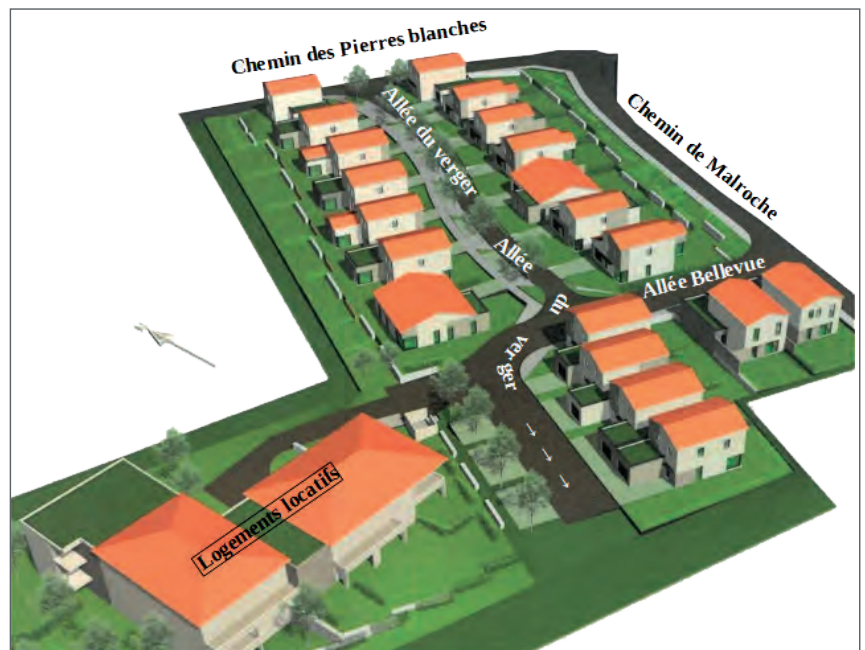 Chemin des Pierres blanches
Allée du verger
Chemin de Malroche
Allée
du
verger
Allée Bellevue
Logements locatifs